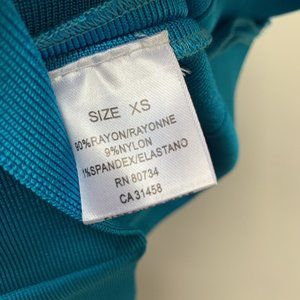 SIZE XS
90%RAYON/RAYONNE
9%NYLON
1%SPANDEX/ELASTANO
RN 80734
CA 31458